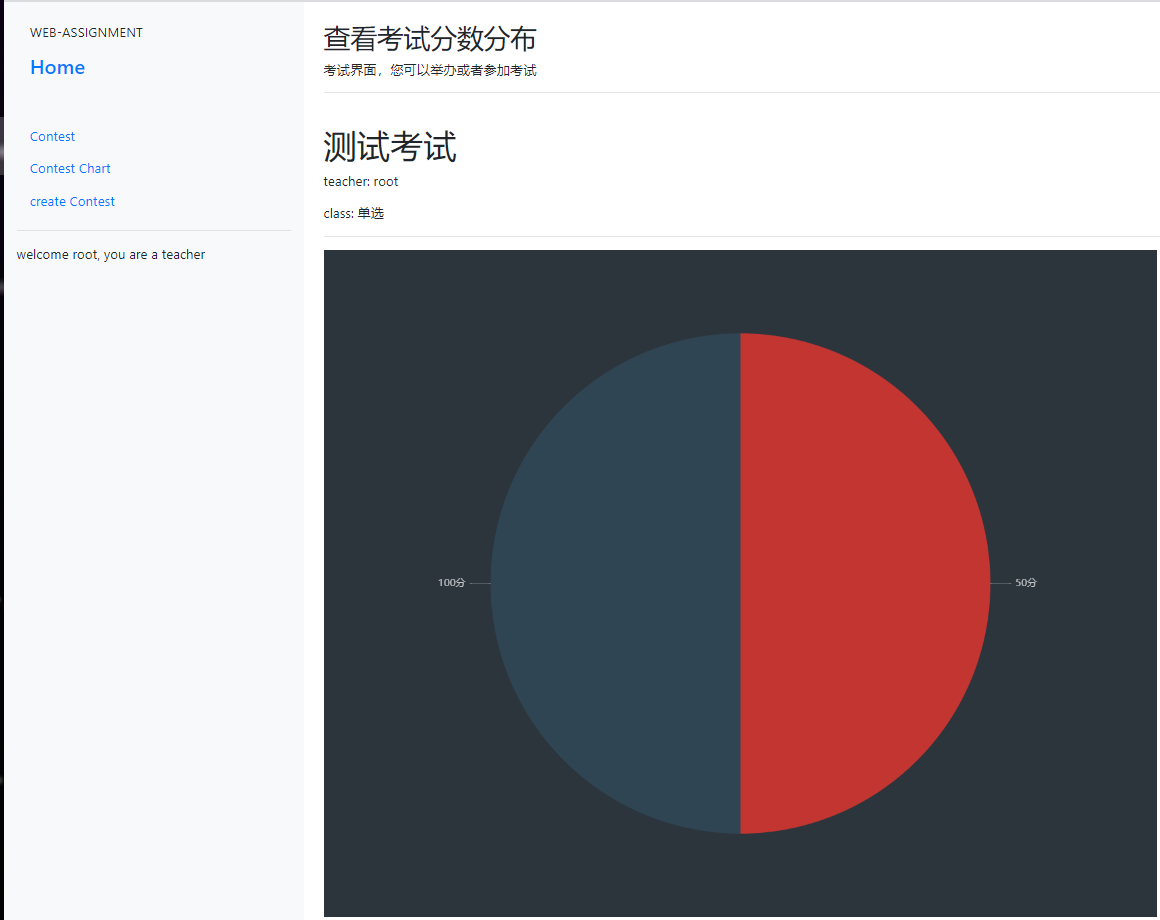 WEB-ASSIGNMENT
Home
Contest
Contest Chart
create Contest
welcome root, you are a teacher
查看考试分数分布
考试界面，您可以举办或者参加考试
测试考试
teacher: root
class: 单选
100分
50分